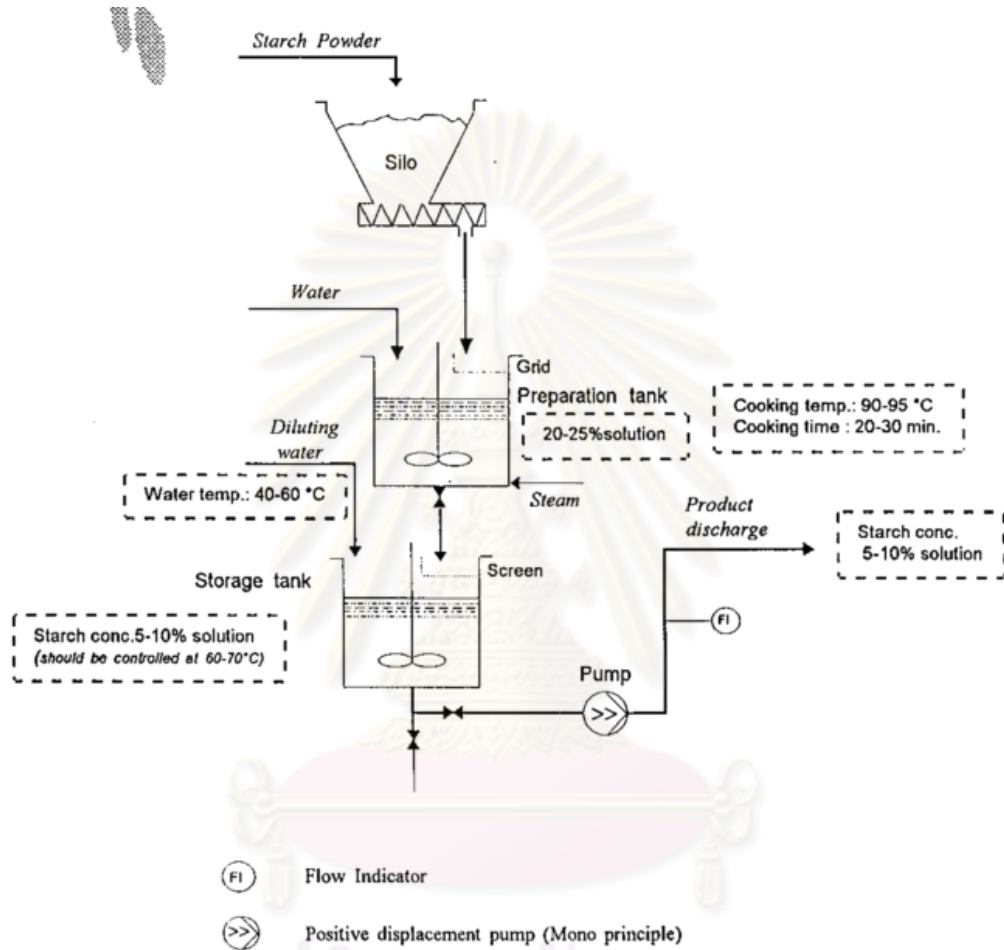 Starch Powder
Silo
Water
Grid
Preparation tank
20-25%solution
Cooking temp.: 90-95 °C
Cooking time : 20-30 min.
Diluting
water
Water temp.: 40-60 °C
Steam
Product
discharge
Starch conc.
5-10% solution
Screen
Storage tank
Starch conc.5-10% solution
(should be controlled at 60-70°C)
FI
Pump
FI
Flow Indicator
Positive displacement pump (Mono principle)